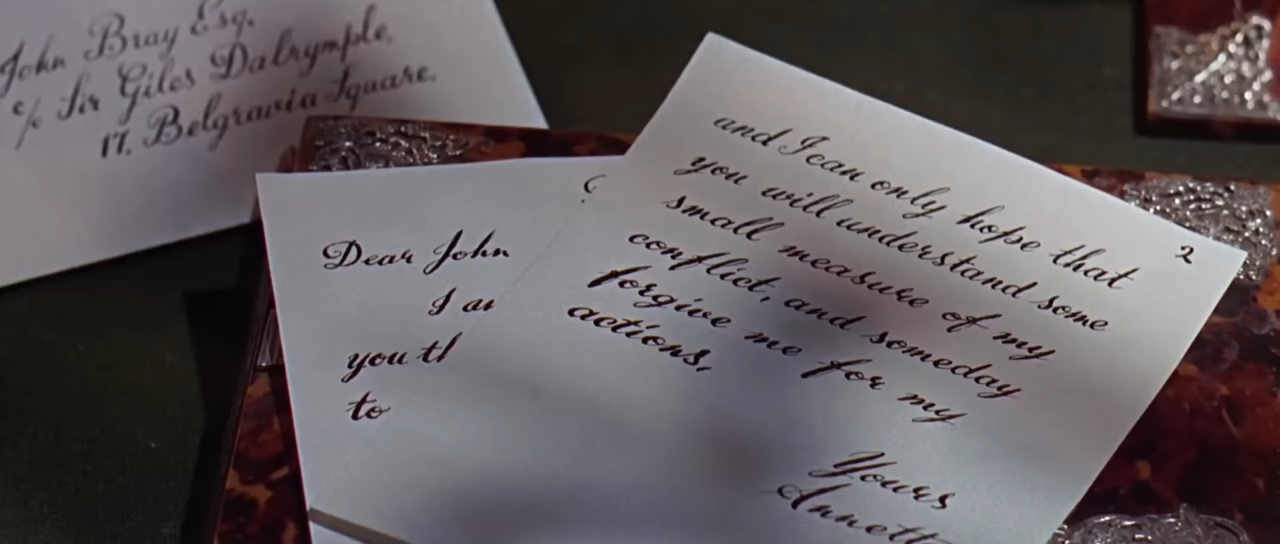 John Bray Esq.
c/o Sir Giles Dalrymple,
17, Belgravia Square,
Dear John
I
you
to
2
and I can only hope that
you will understand some
small measure of my
conflict, and someday
forgive me for my
actions,
Yours